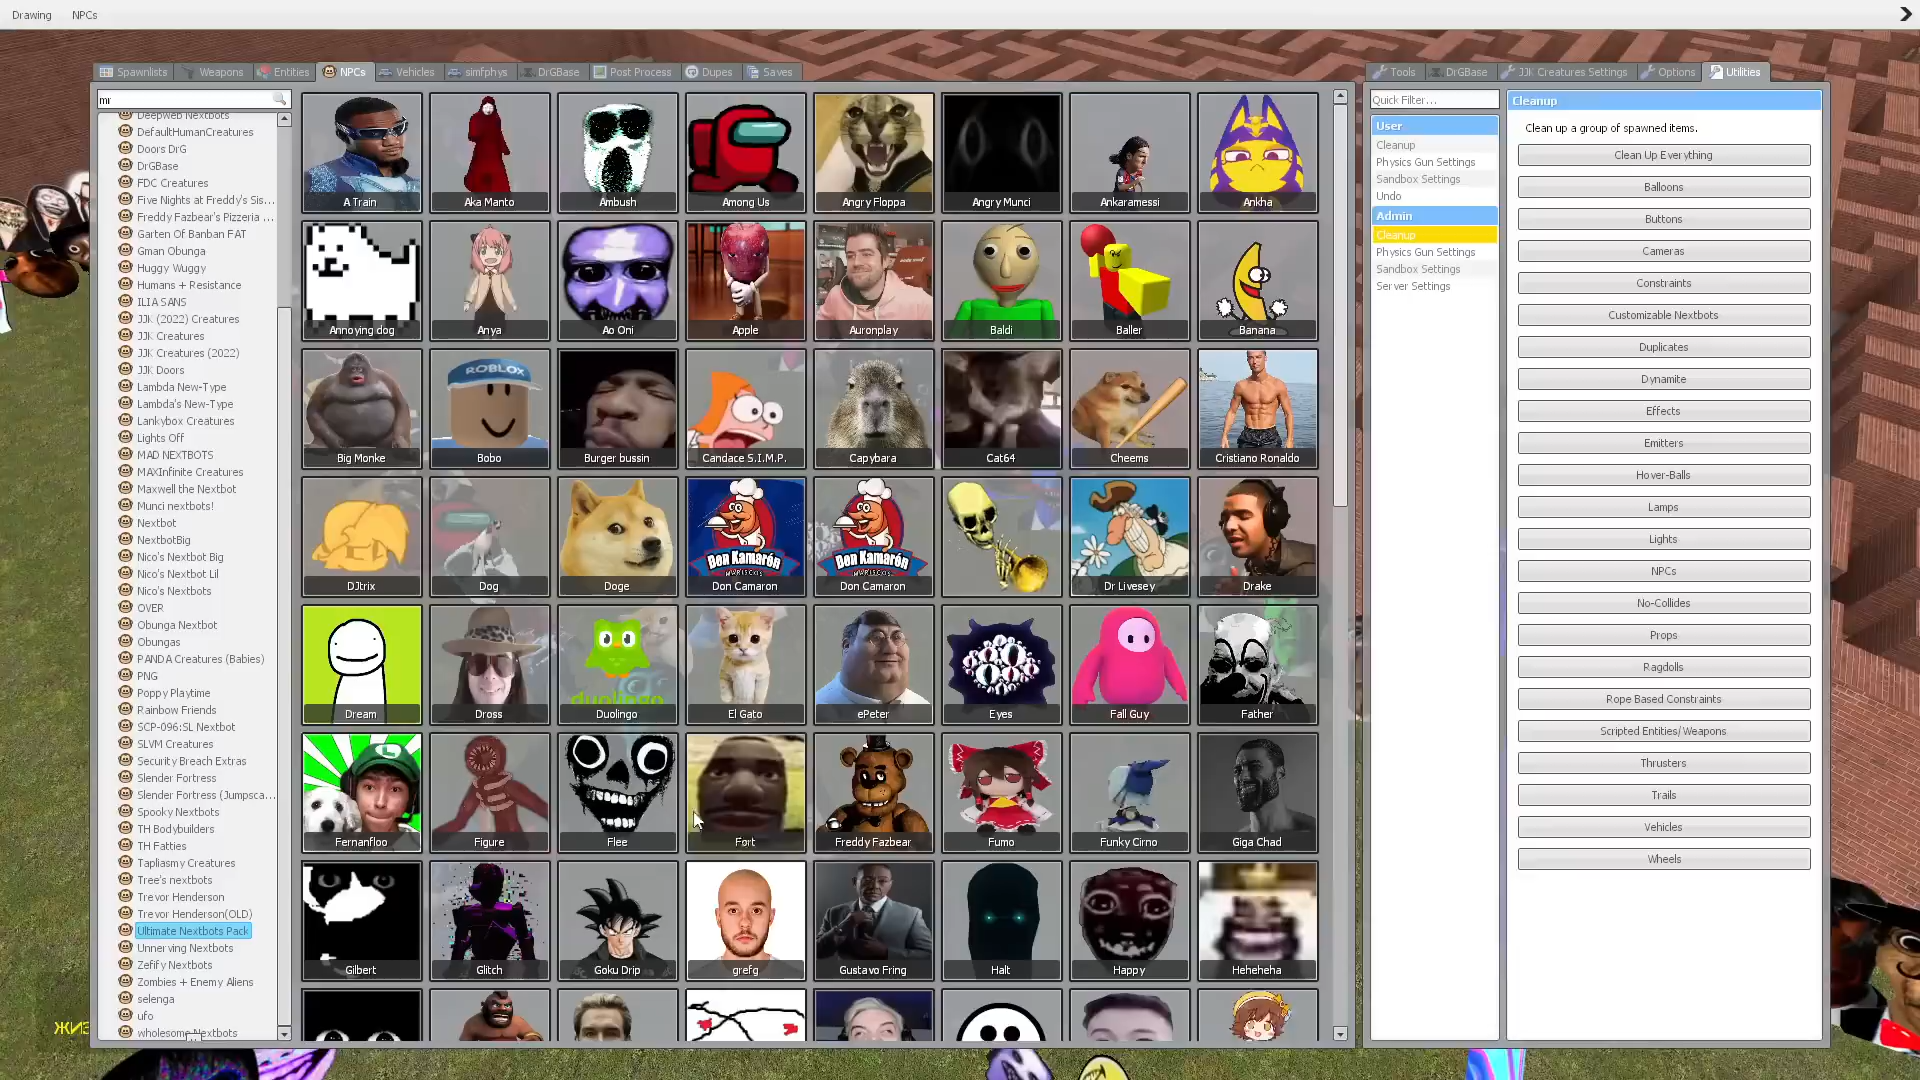 Drawing NPCs
Spawnlists Weapons Entities NPCs Vehicles simfphys DrGBase Post Process Dupes Saves
mr
Deepweb Nextbots
DefaultHumanCreatures
Doors DrG
DrGBase
FDC Creatures
Five Nights at Freddy's Sis...
Freddy Fazbear's Pizzeria ...
Garten Of Banban FAT
Gman Obunga
Huggy Wuggy
Humans + Resistance
ILIA SANS
JJK (2022) Creatures
JJK Creatures
JJK Creatures (2022)
JJK Doors
Lambda New-Type
Lambda's New-Type
Lankybox Creatures
Lights Off
MAD NEXTBOTS
MAXInfinite Creatures
Maxwell the Nextbot
Munci nextbots!
Nextbot
NextbotBig
Nico's Nextbot Big
Nico's Nextbot Lil
Nico's Nextbots
OVER
Obunga Nextbot
Obungas
PANDA Creatures (Babies)
PNG
Poppy Playtime
Rainbow Friends
SCP-096:SL Nextbot
SLVM Creatures
Security Breach Extras
Slender Fortress
Slender Fortress (Jumpsca...
Spooky Nextbots
TH Bodybuilders
TH Fatties
Tapliasmy Creatures
Tree's nextbots
Trevor Henderson
Trevor Henderson(OLD)
Ultimate Nextbots Pack
Unnerving Nextbots
Zefify Nextbots
Zombies + Enemy Aliens
selenga
ufo
wholesome Nextbots
A Train Aka Manto Ambush Among Us Angry Floppa Angry Munci Ankaramessi Ankha
Annoying dog Anya Ao Oni Apple Auronplay Baldi Baller Banana
ROBLOX
Big Monke Bobo Burger bussin Candace S.I.M.P. Capybara Cat64 Cheems Cristiano Ronaldo
Don Kamarón Don Kamarón
MARISCOS MARISCOS
DJtrix Dog Doge Don Camaron Don Camaron Dr Livesey Drake
duolingo
Dream Dross Duolingo El Gato ePeter Eyes Fall Guy Father
L
Fernanfloo Figure Flee Fort Freddy Fazbear Fumo Funky Cirno Giga Chad
Gilbert Glitch Goku Drip grefg Gustavo Fring Halt Happy Heheheha
Tools DrGBase JJK Creatures Settings Options Utilities
Quick Filter...
User
Cleanup
Physics Gun Settings
Sandbox Settings
Undo
Admin
Cleanup
Physics Gun Settings
Sandbox Settings
Server Settings
Cleanup
Clean up a group of spawned items.
Clean Up Everything
Balloons
Buttons
Cameras
Constraints
Customizable Nextbots
Duplicates
Dynamite
Effects
Emitters
Hover-Balls
Lamps
Lights
NPCs
No-Collides
Props
Ragdolls
Rope Based Constraints
Scripted Entities/Weapons
Thrusters
Trails
Vehicles
Wheels
ЖИЗ